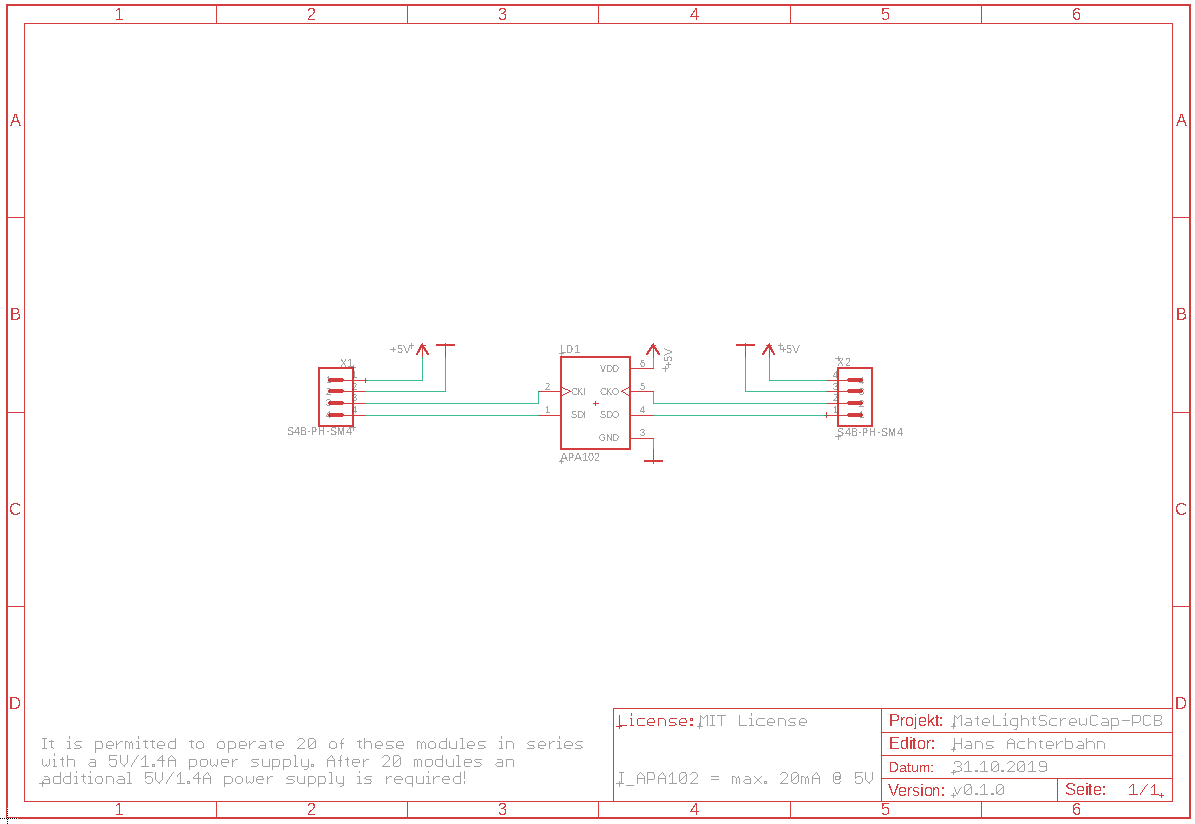 1 2 3 4 5 6
A A
B B
+5V +5V +5V
LD1
X1 X2
VDD 6
1 4
2 3
3 2
4 1
2 CKI CKO 5
1 SDI SDO 4
GND 3
S4B-PH-SM4 S4B-PH-SM4
APA102
C C
D D
License: MIT License
I_APA102 = max. 20mA @ 5V
Projekt: MateLightScrewCap-PCB
Editor: Hans Achterbahn
Datum: 31.10.2019
Version: v0.1.0 Seite: 1/1
It is permitted to operate 20 of these modules in series
with a 5V/1.4A power supply. After 20 modules an
additional 5V/1.4A power supply is required!
1 2 3 4 5 6